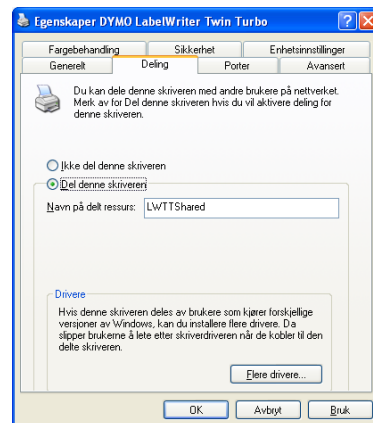 Egenskaper DYMO LabelWriter Twin Turbo
Fargebehandling Sikkerhet Enhetsinnstillinger
Generelt Deling Porter Avansert
Du kan dele denne skriveren med andre brukere på nettverket.
Merk av for Del denne skriveren hvis du vil aktivere deling for
denne skriveren.
Ikke del denne skriveren
Del denne skriveren
Navn på delt ressurs: LWTTShared
Drivere
Hvis denne skriveren deles av brukere som kjører forskjellige
versjoner av Windows, kan du installere flere drivere. Da
slipper brukerne å lete etter skriverdriveren når de kobler til den
delte skriveren.
Flere drivere...
OK Avbryt Bruk